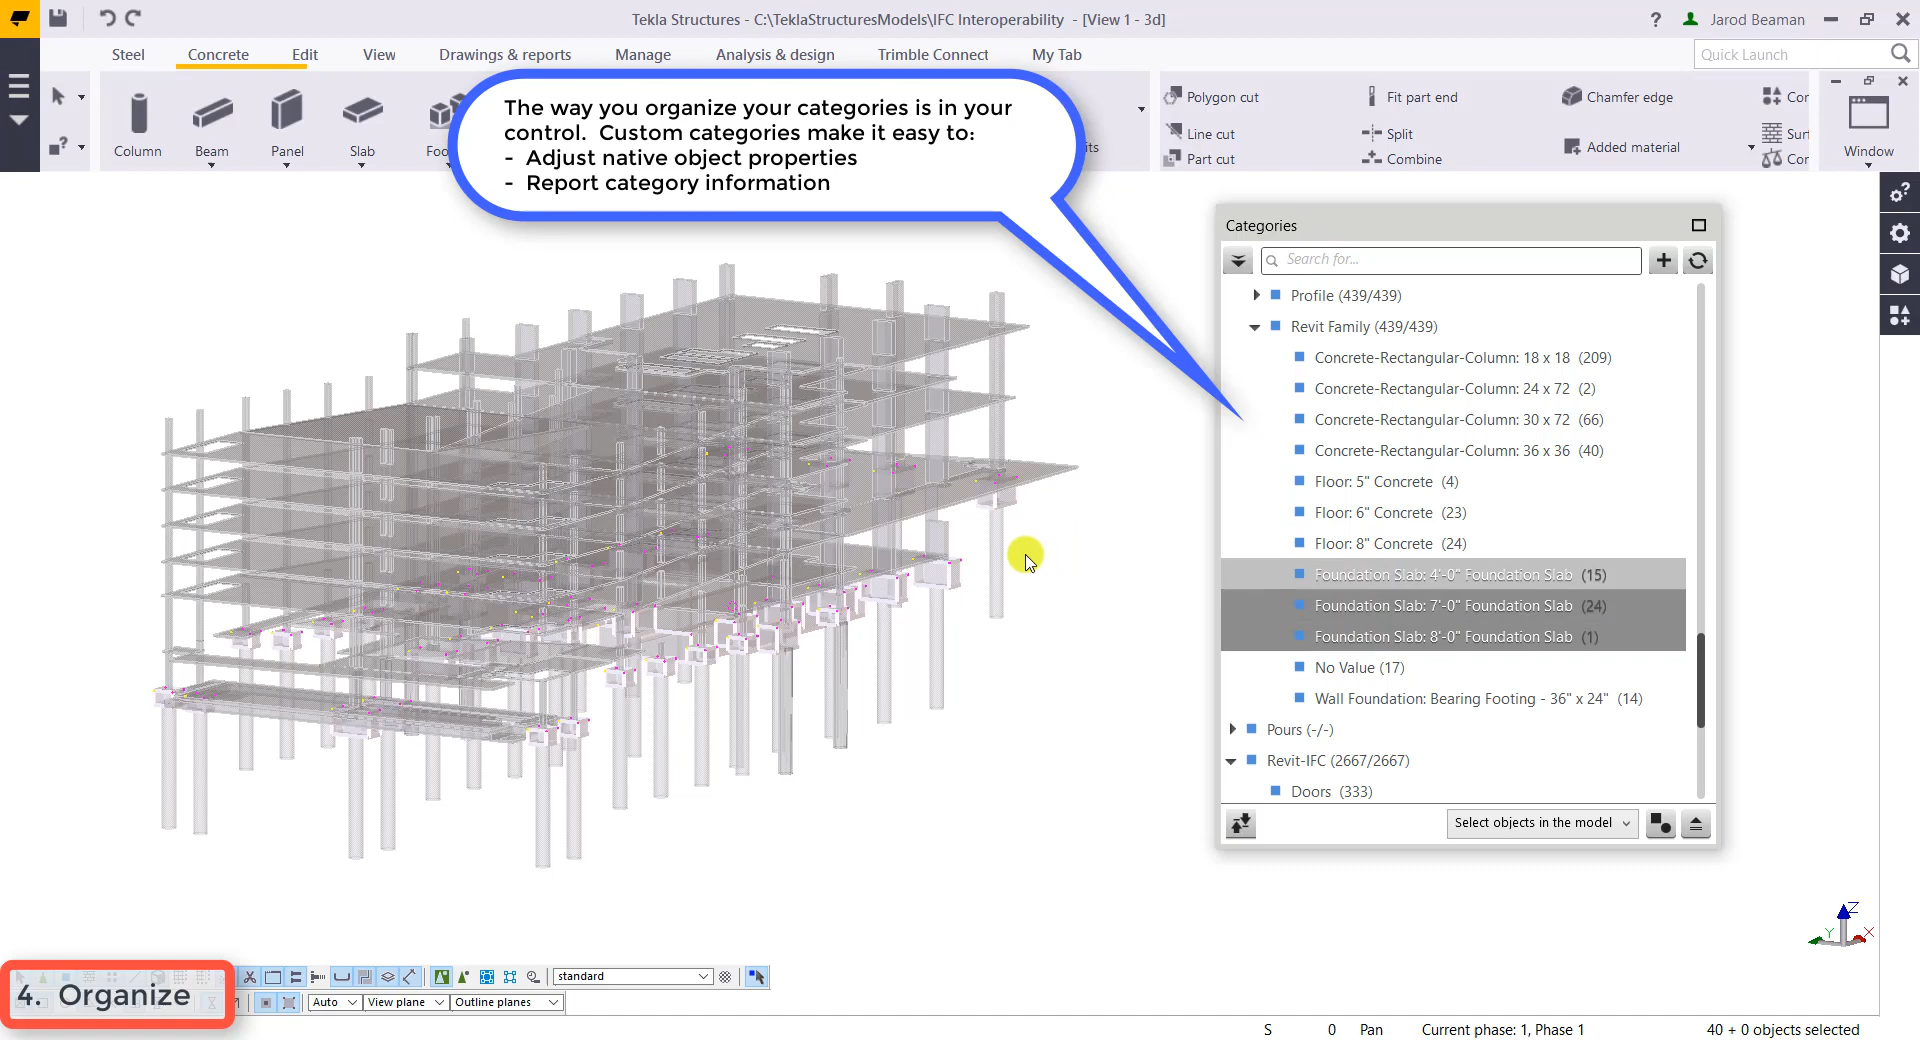 Tekla Structures - C:\TeklaStructuresModels\IFC Interoperability - [View 1 - 3d]
? Jarod Beaman
Steel Concrete Edit View Drawings & reports Manage Analysis & design Trimble Connect My Tab
Quick Launch
Column Beam Panel Slab
Polygon cut
Line cut
Part cut
Fit part end
Split
Combine
Chamfer edge
Added material
Window
The way you organize your categories is in your
control. Custom categories make it easy to:
- Adjust native object properties
- Report category information
Categories
Search for...
Profile (439/439)
Revit Family (439/439)
Concrete-Rectangular-Column: 18 x 18 (209)
Concrete-Rectangular-Column: 24 x 72 (2)
Concrete-Rectangular-Column: 30 x 72 (66)
Concrete-Rectangular-Column: 36 x 36 (40)
Floor: 5" Concrete (4)
Floor: 6" Concrete (23)
Floor: 8" Concrete (24)
Foundation Slab: 4'-0" Foundation Slab (15)
Foundation Slab: 7'-0" Foundation Slab (24)
Foundation Slab: 8'-0" Foundation Slab (1)
No Value (17)
Wall Foundation: Bearing Footing - 36" x 24" (14)
Pours (-/-)
Revit-IFC (2667/2667)
Doors (333)
Select objects in the model
Z
Y X
standard
4. Organize
Auto View plane Outline planes
S 0 Pan Current phase: 1, Phase 1 40 + 0 objects selected